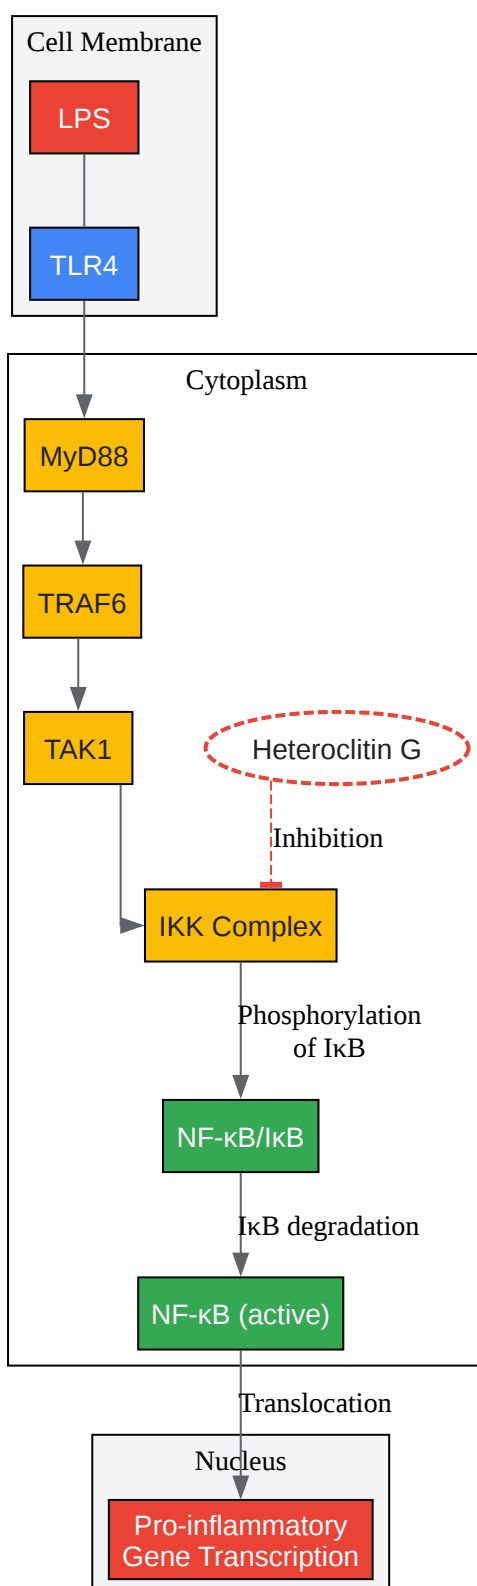 Cell Membrane
LPS
TLR4
Cytoplasm
MyD88
TRAF6
TAK1
Heteroclitin G
Inhibition
IKK Complex
Phosphorylation
of IκB
NF-κB/IκB
IκB degradation
NF-κB (active)
Translocation
Nucleus
Pro-inflammatory
Gene Transcription